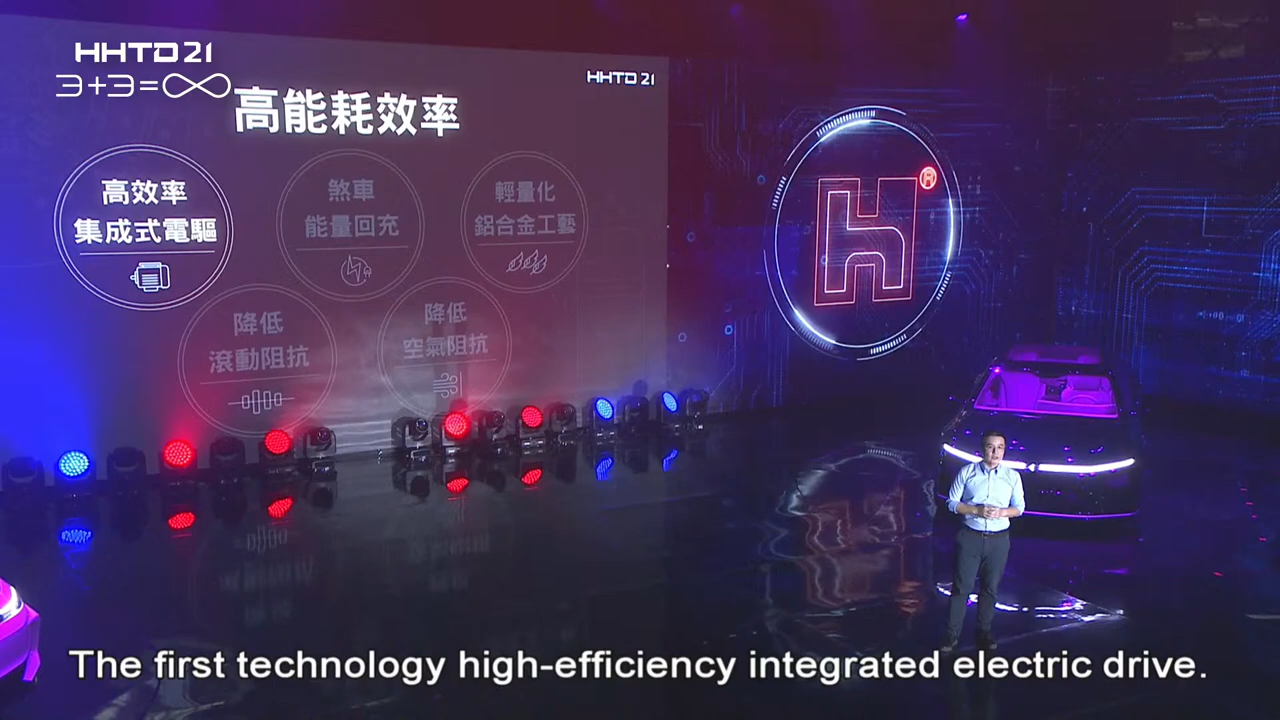 HHTD21
3+3=∞
HHTD 21
高能耗效率
高效率
集成式電驅
煞車
能量回充
輕量化
鋁合金工藝
降低
滾動阻抗
降低
空氣阻抗
H
®
The first technology high-efficiency integrated electric drive.